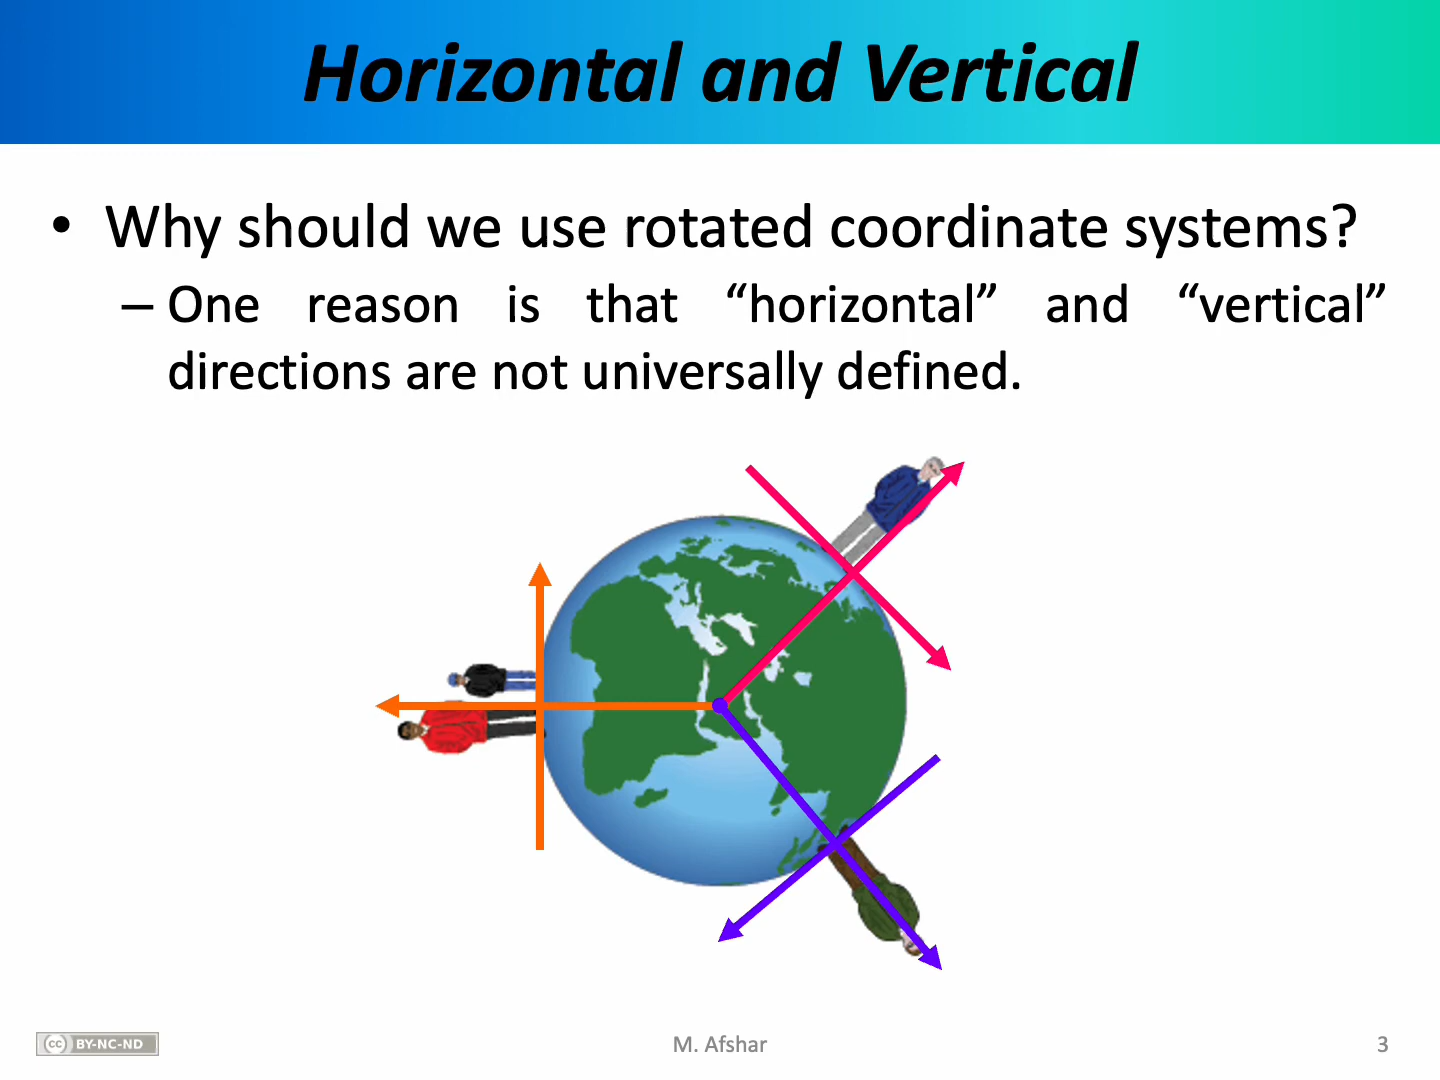 Horizontal and Vertical
• Why should we use rotated coordinate systems?
– One reason is that “horizontal” and “vertical”
directions are not universally defined.
cc BY-NC-ND
M. Afshar
3